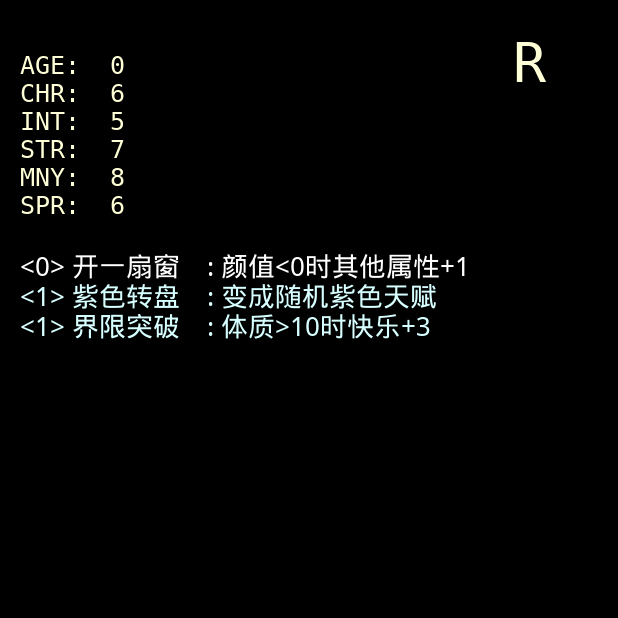 R
AGE: 0
CHR: 6
INT: 5
STR: 7
MNY: 8
SPR: 6
<0> 开一扇窗 : 颜值<0时其他属性+1
<1> 紫色转盘 : 变成随机紫色天赋
<1> 界限突破 : 体质>10时快乐+3